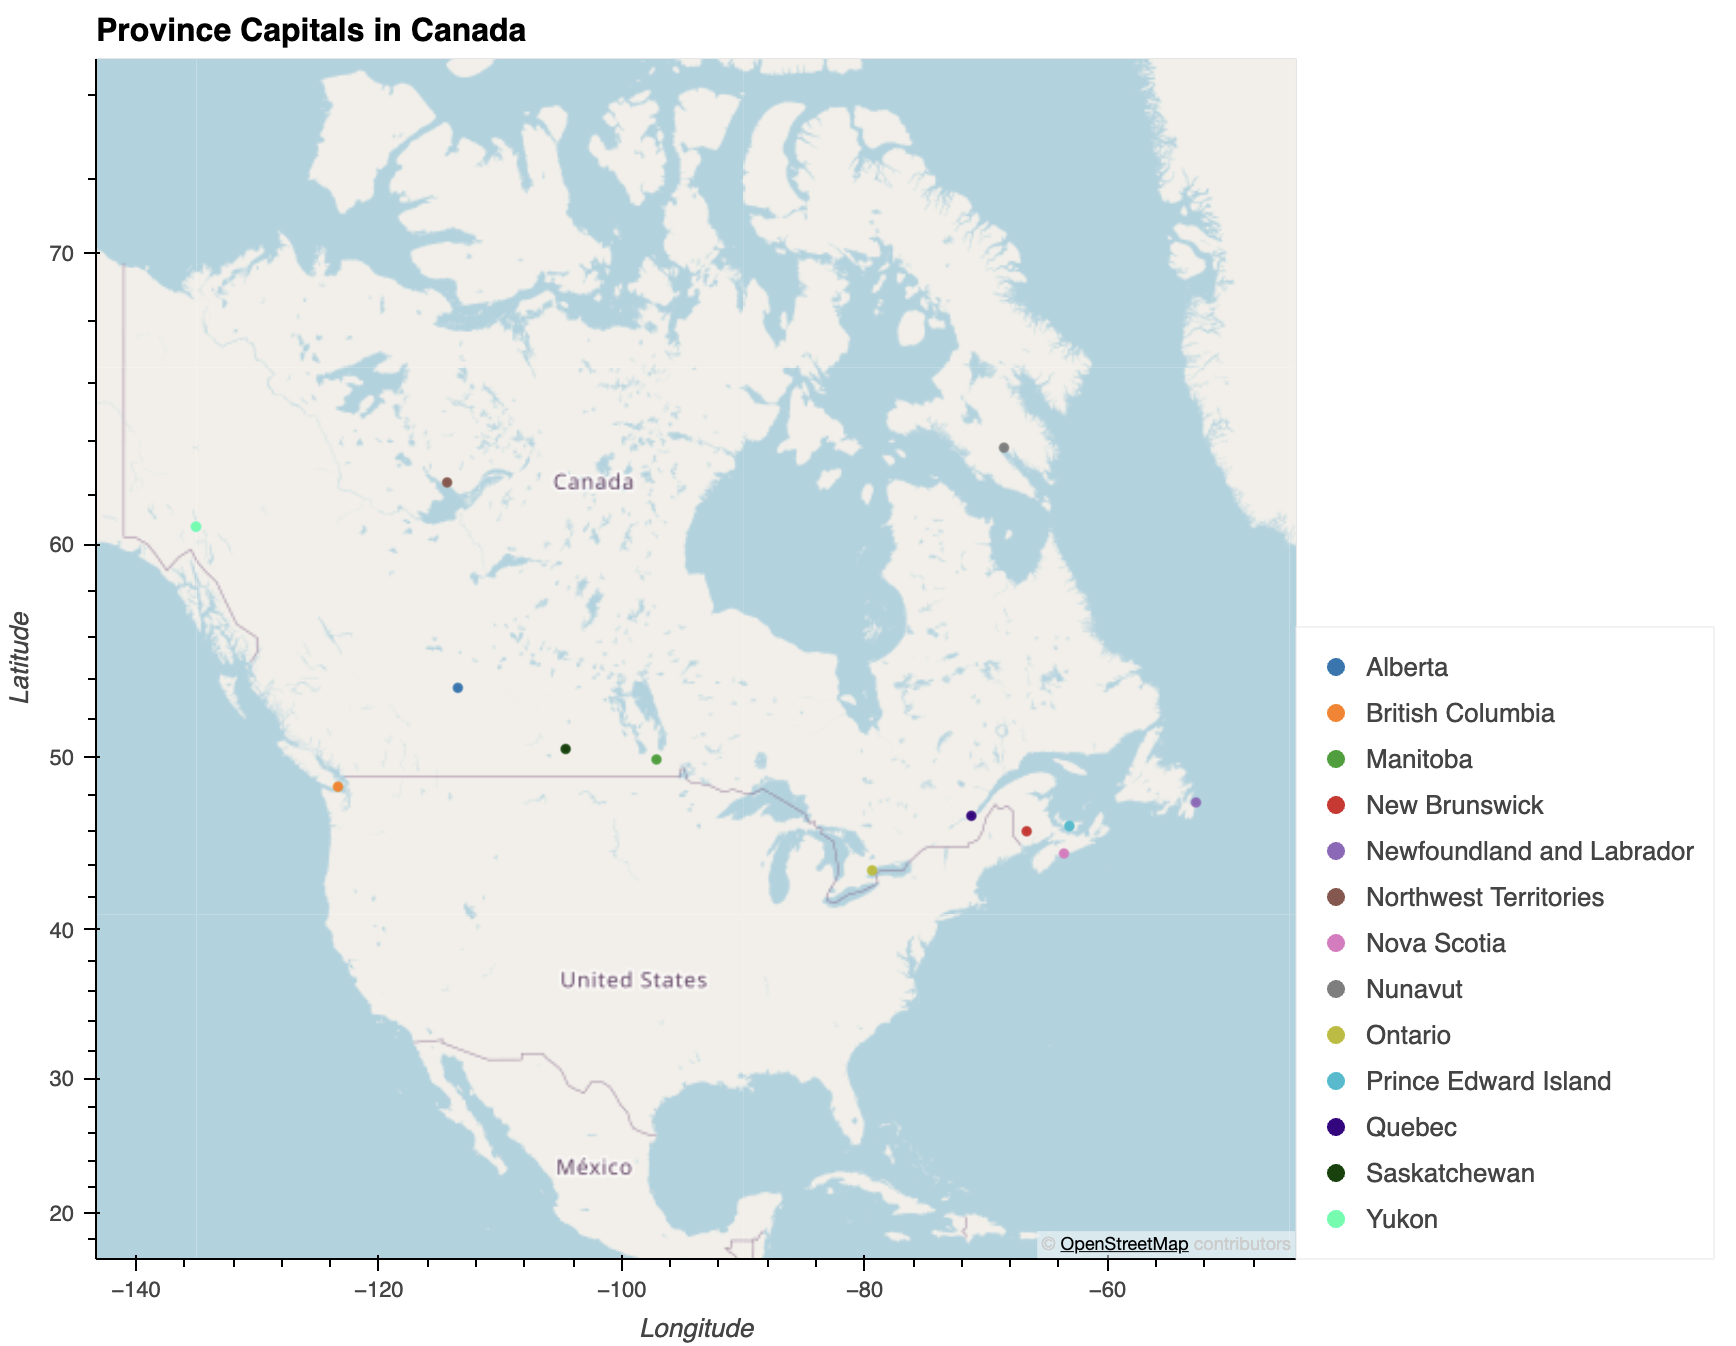 Province Capitals in Canada
70
60
50
40
30
20
Latitude
Canada
United States
México
Alberta
British Columbia
Manitoba
New Brunswick
Newfoundland and Labrador
Northwest Territories
Nova Scotia
Nunavut
Ontario
Prince Edward Island
Quebec
Saskatchewan
Yukon
© OpenStreetMap contributors
−140 −120 −100 −80 −60
Longitude